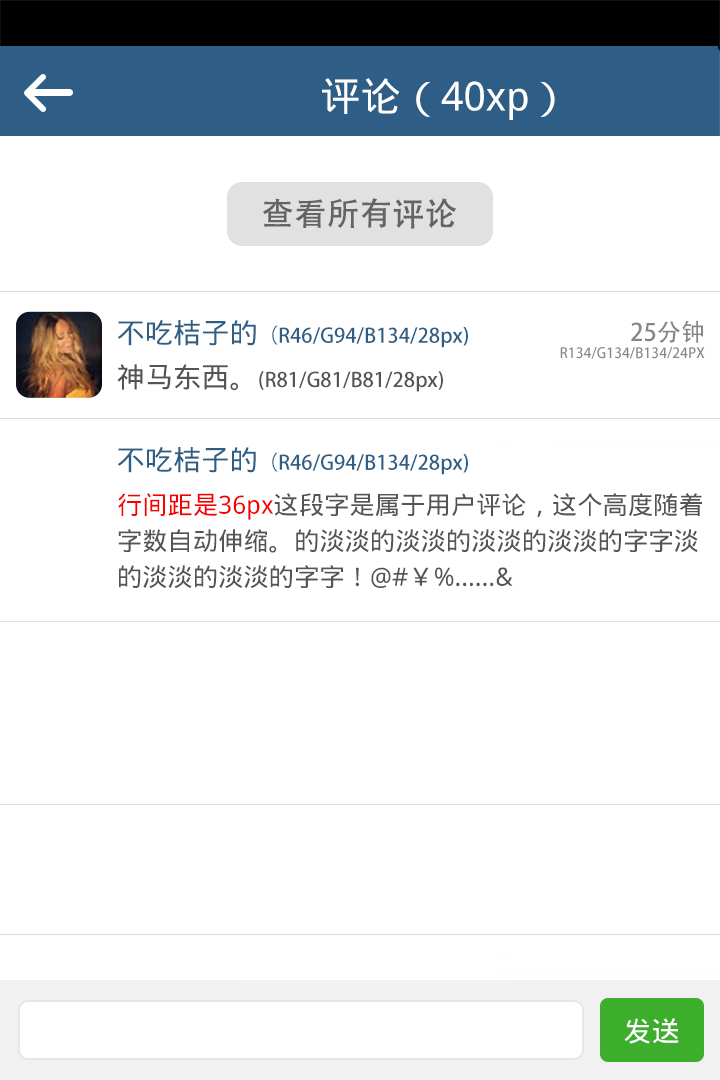 评论（40xp）
查看所有评论
不吃桔子的（R46/G94/B134/28px)
25分钟
R134/G134/B134/24PX
神马东西。(R81/G81/B81/28px)
不吃桔子的（R46/G94/B134/28px)
行间距是36px这段字是属于用户评论，这个高度随着
字数自动伸缩。的淡淡的淡淡的淡淡的淡淡的字字淡
的淡淡的淡淡的字字！@#￥%......&
发送